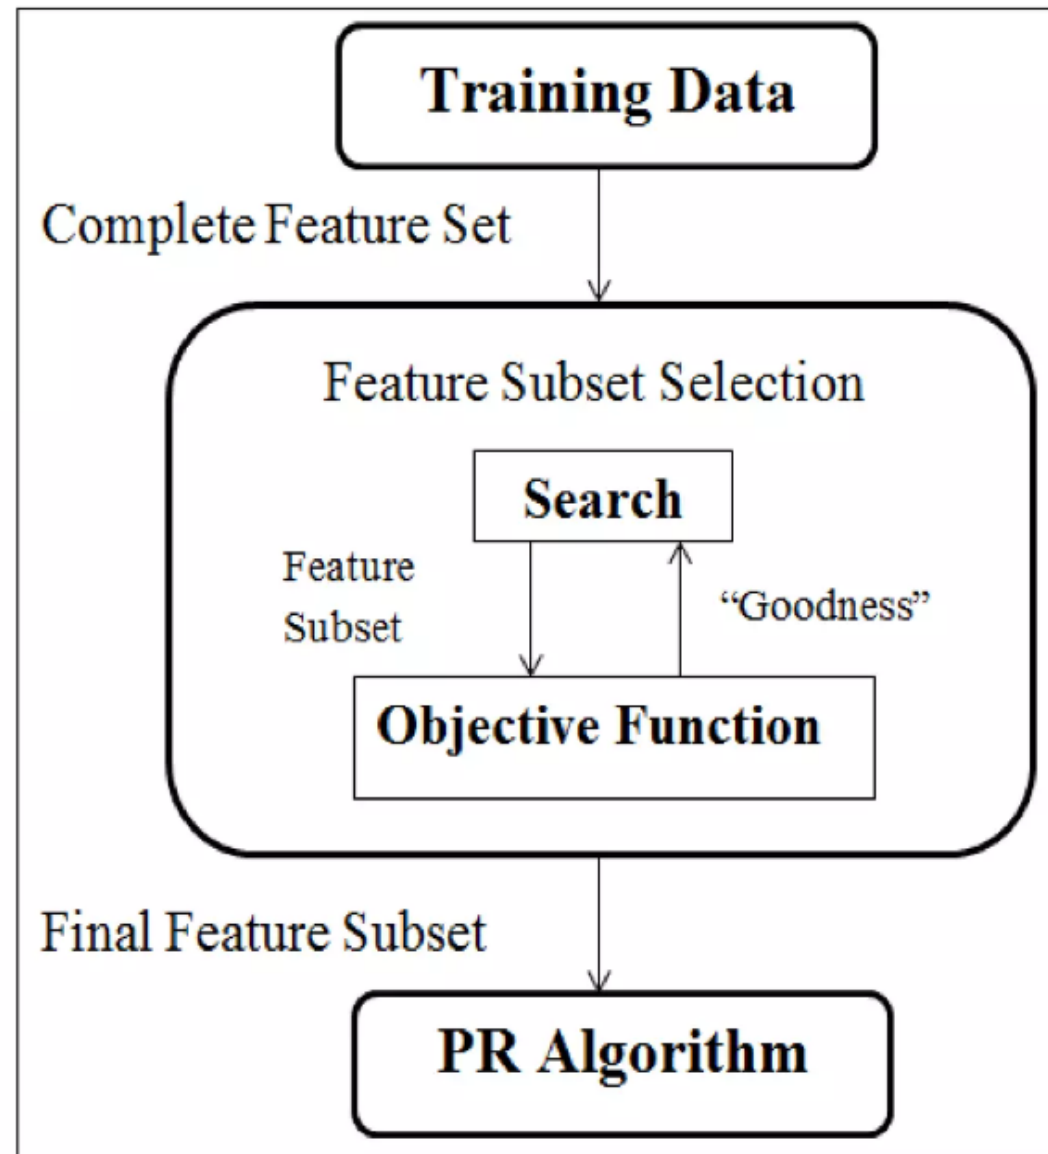 Training Data
Complete Feature Set
Feature Subset Selection
Search
Feature
Subset
“Goodness”
Objective Function
Final Feature Subset
PR Algorithm